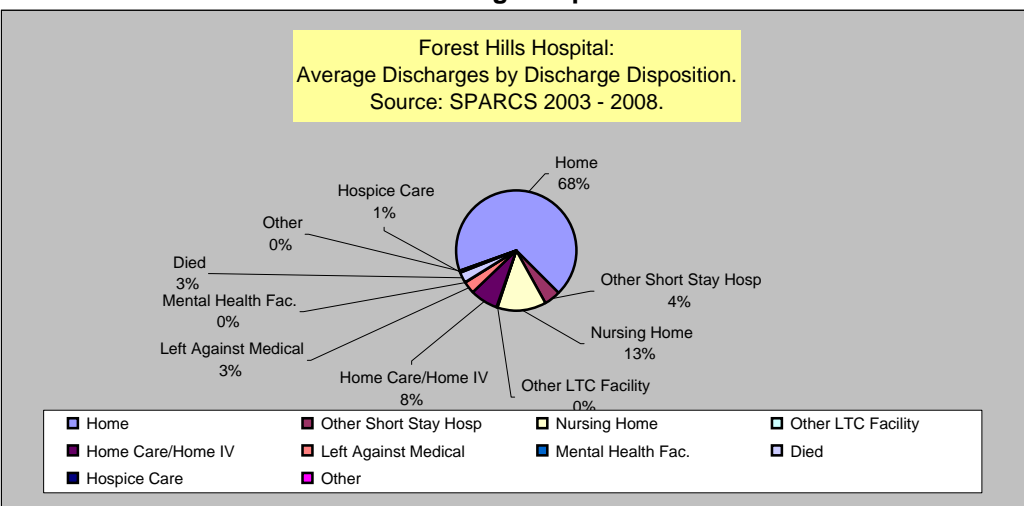 Forest Hills Hospital:
Average Discharges by Discharge Disposition.
Source: SPARCS 2003 - 2008.
Home
68%
Hospice Care
1%
Other
0%
Died
3%
Mental Health Fac.
0%
Left Against Medical
3%
Home Care/Home IV
8%
Other LTC Facility
0%
Nursing Home
13%
Other Short Stay Hosp
4%
Home
Other Short Stay Hosp
Nursing Home
Other LTC Facility
Home Care/Home IV
Left Against Medical
Mental Health Fac.
Died
Hospice Care
Other